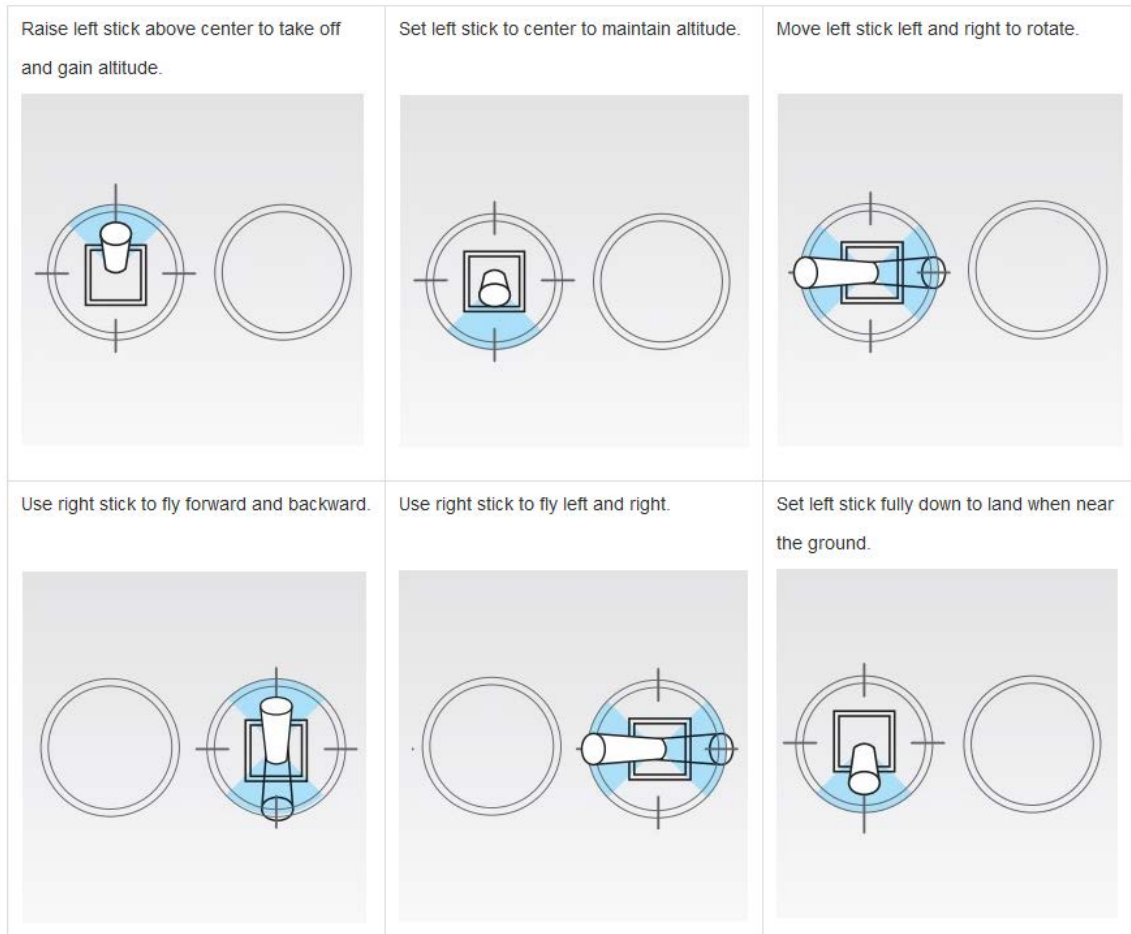 Raise left stick above center to take off
and gain altitude.
Set left stick to center to maintain altitude.
Move left stick left and right to rotate.
Use right stick to fly forward and backward.
Use right stick to fly left and right.
Set left stick fully down to land when near
the ground.